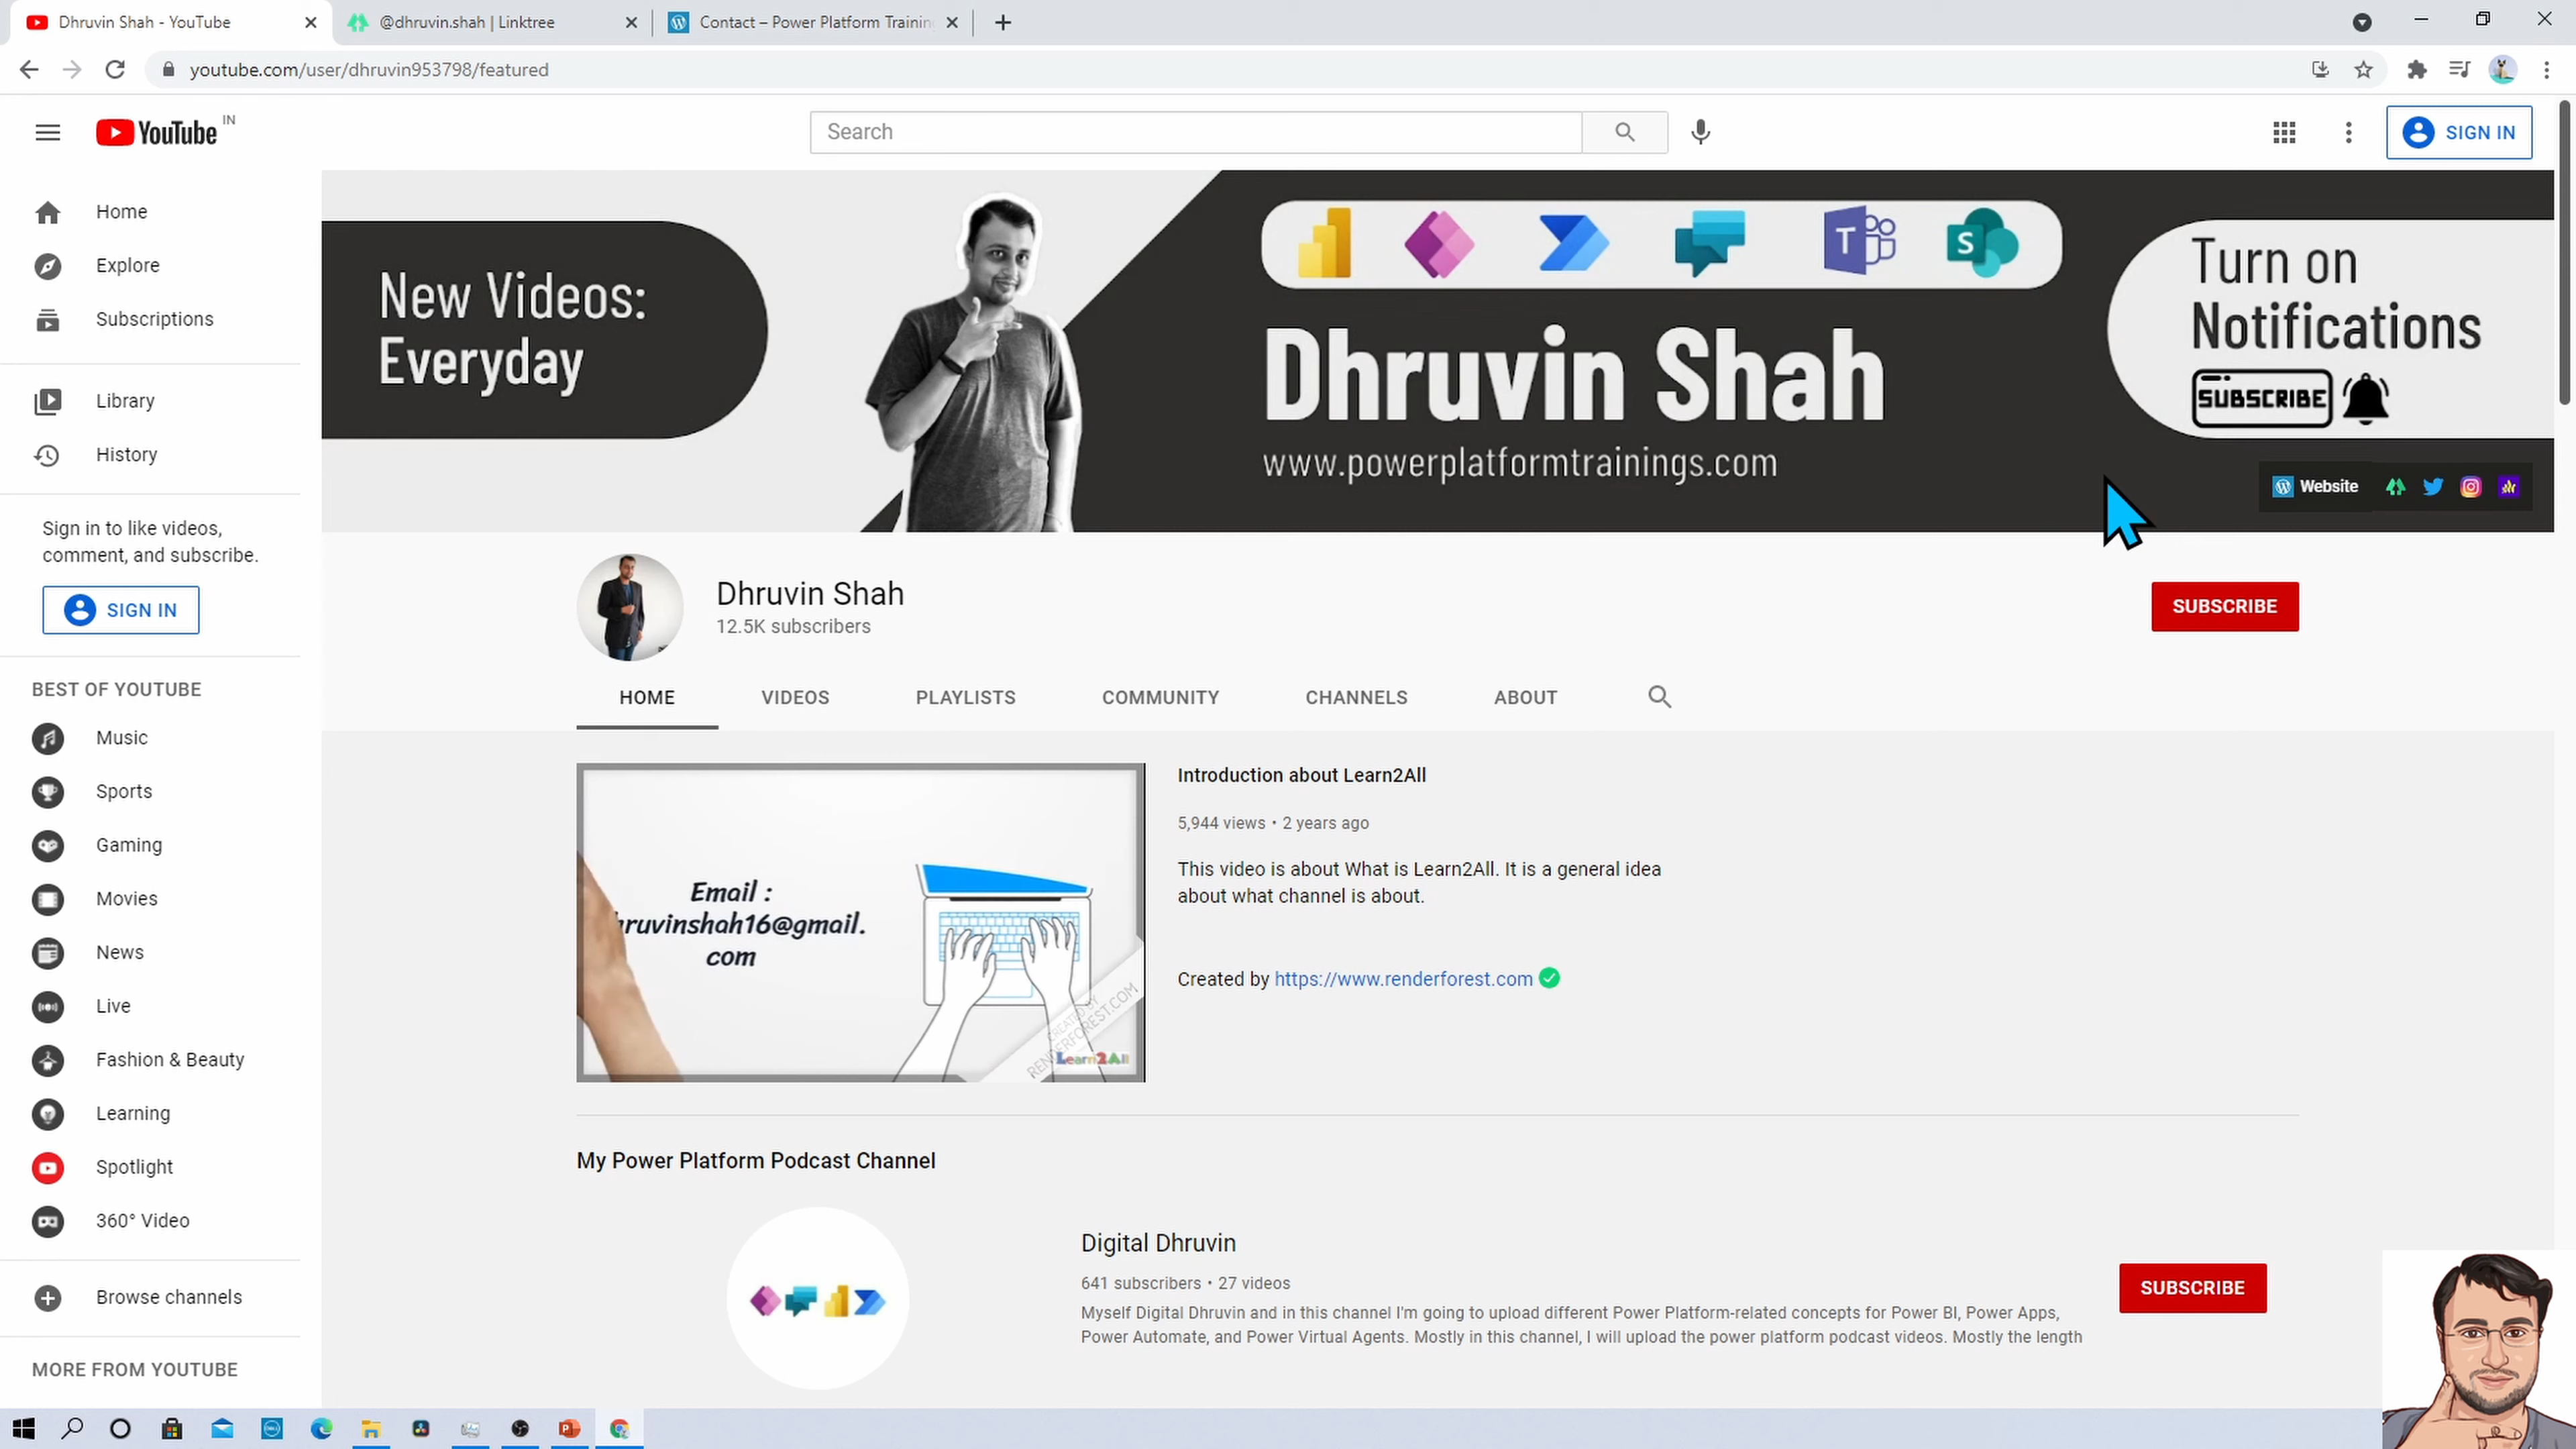 Dhruvin Shah - YouTube
@dhruvin.shah | Linktree
Contact – Power Platform Trainin
youtube.com/user/dhruvin953798/featured
YouTube IN
Search
SIGN IN
Home
Explore
Subscriptions
Library
History
Sign in to like videos,
comment, and subscribe.
SIGN IN
BEST OF YOUTUBE
Music
Sports
Gaming
Movies
News
Live
Fashion & Beauty
Learning
Spotlight
360° Video
Browse channels
MORE FROM YOUTUBE
New Videos:
Everyday
T
S
Dhruvin Shah
www.powerplatformtrainings.com
Turn on
Notifications
SUBSCRIBE
Website
Dhruvin Shah
12.5K subscribers
SUBSCRIBE
HOME VIDEOS PLAYLISTS COMMUNITY CHANNELS ABOUT
Email :
hruvinshah16@gmail.
com
CREATED BY
RENDERFOREST.COM
Learn2All
Introduction about Learn2All
5,944 views • 2 years ago
This video is about What is Learn2All. It is a general idea
about what channel is about.
Created by https://www.renderforest.com
My Power Platform Podcast Channel
Digital Dhruvin
641 subscribers • 27 videos
Myself Digital Dhruvin and in this channel I'm going to upload different Power Platform-related concepts for Power BI, Power Apps,
Power Automate, and Power Virtual Agents. Mostly in this channel, I will upload the power platform podcast videos. Mostly the length
SUBSCRIBE